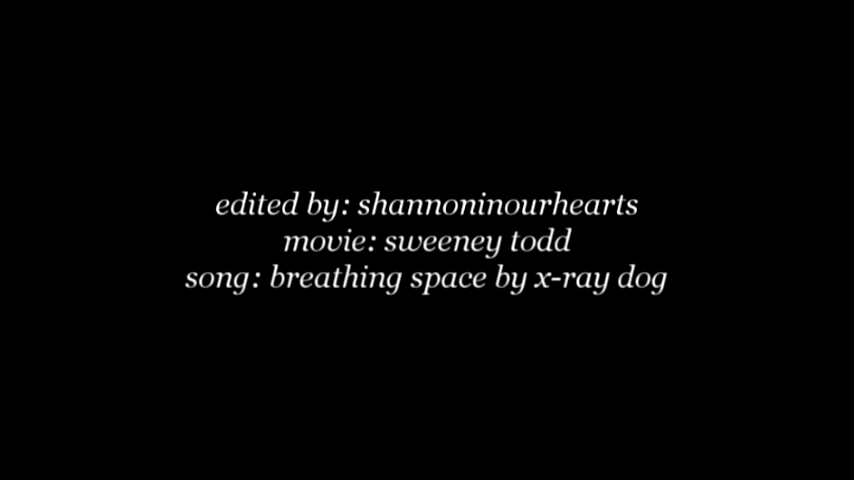 edited by: shannoninourhearts
movie: sweeney todd
song: breathing space by x-ray dog